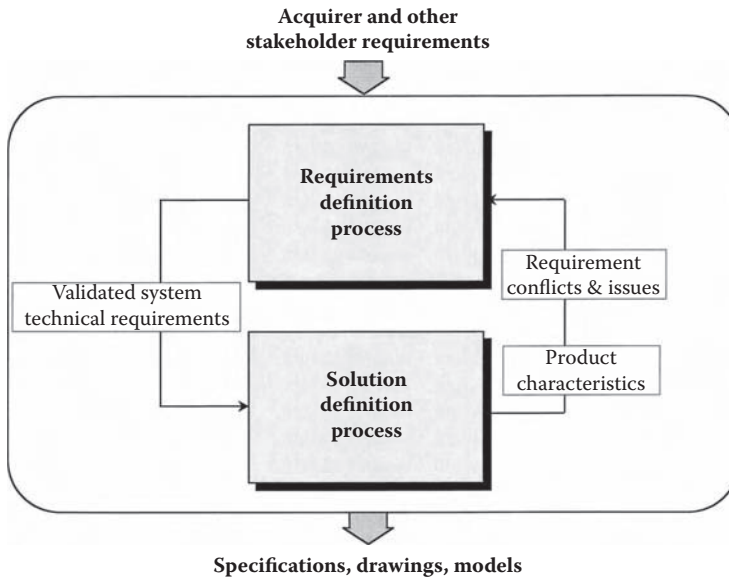 Acquirer and other
stakeholder requirements
Requirements
definition
process
Validated system
technical requirements
Requirement
conflicts & issues
Product
characteristics
Solution
definition
process
Specifications, drawings, models